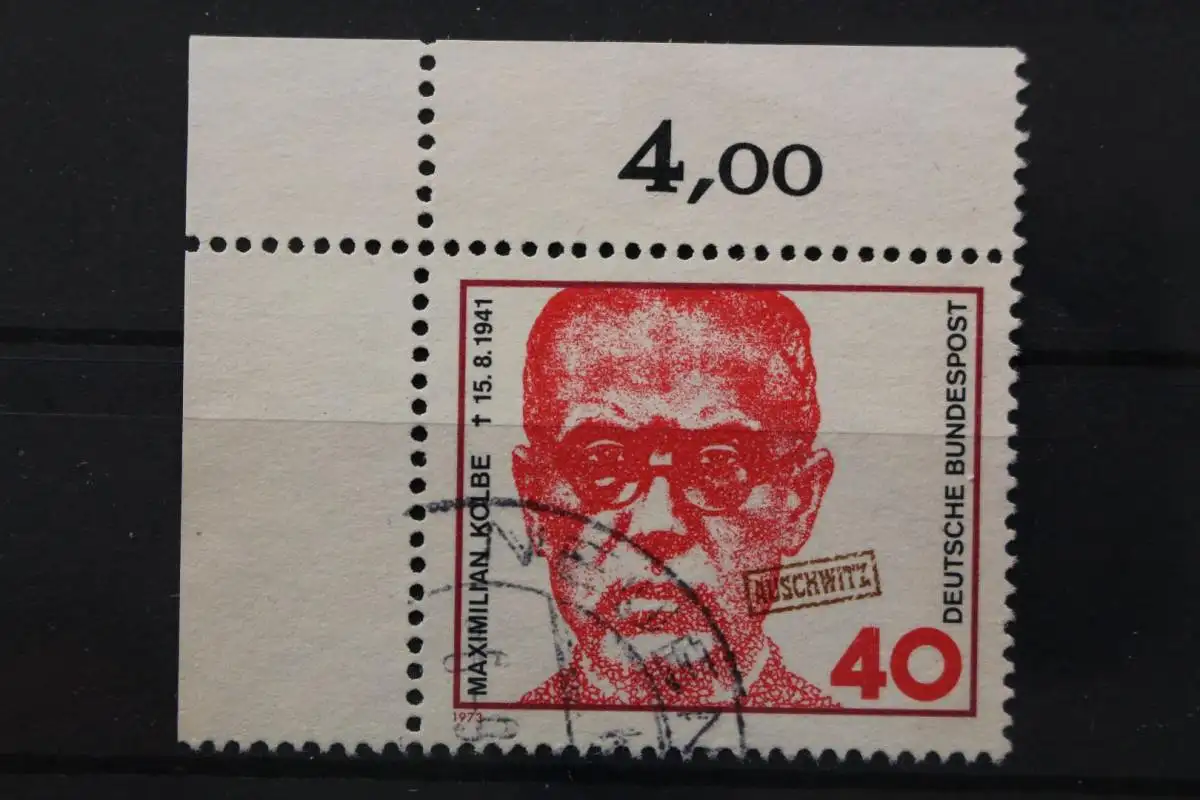 4,00
MAXIMILIAN KOLBE † 15.8.1941
DEUTSCHE BUNDESPOST
AUSCHWITZ
40
1973